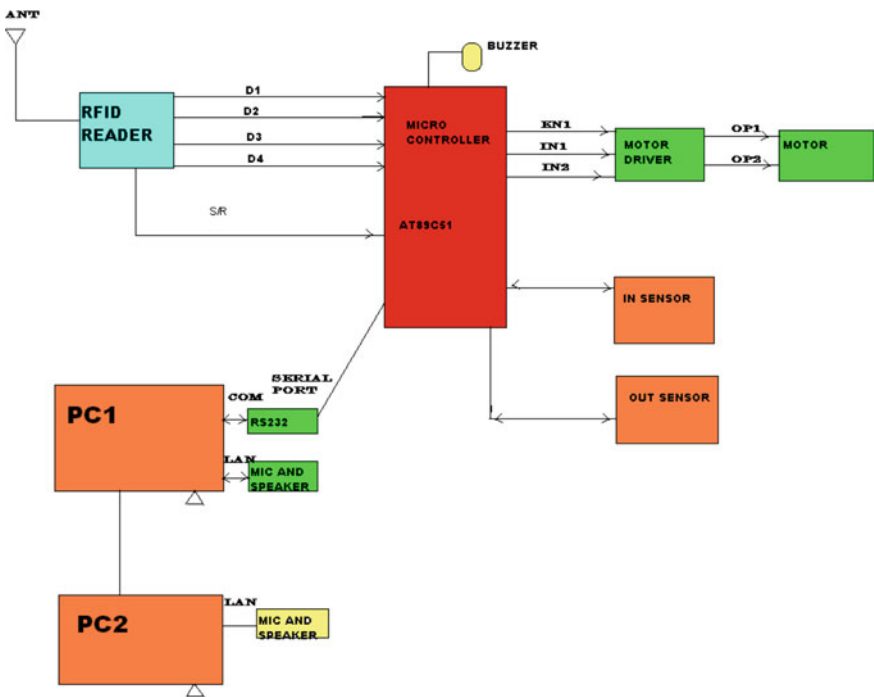 ANT
BUZZER
RFID
READER
D1
D2
D3
D4
S/R
MICRO
CONTROLLER
AT89C51
EN1
IN1
IN2
MOTOR
DRIVER
OP1
OP2
MOTOR
IN SENSOR
OUT SENSOR
SERIAL
PORT
PC1
COM
RS232
LAN
MIC AND
SPEAKER
PC2
LAN
MIC AND
SPEAKER